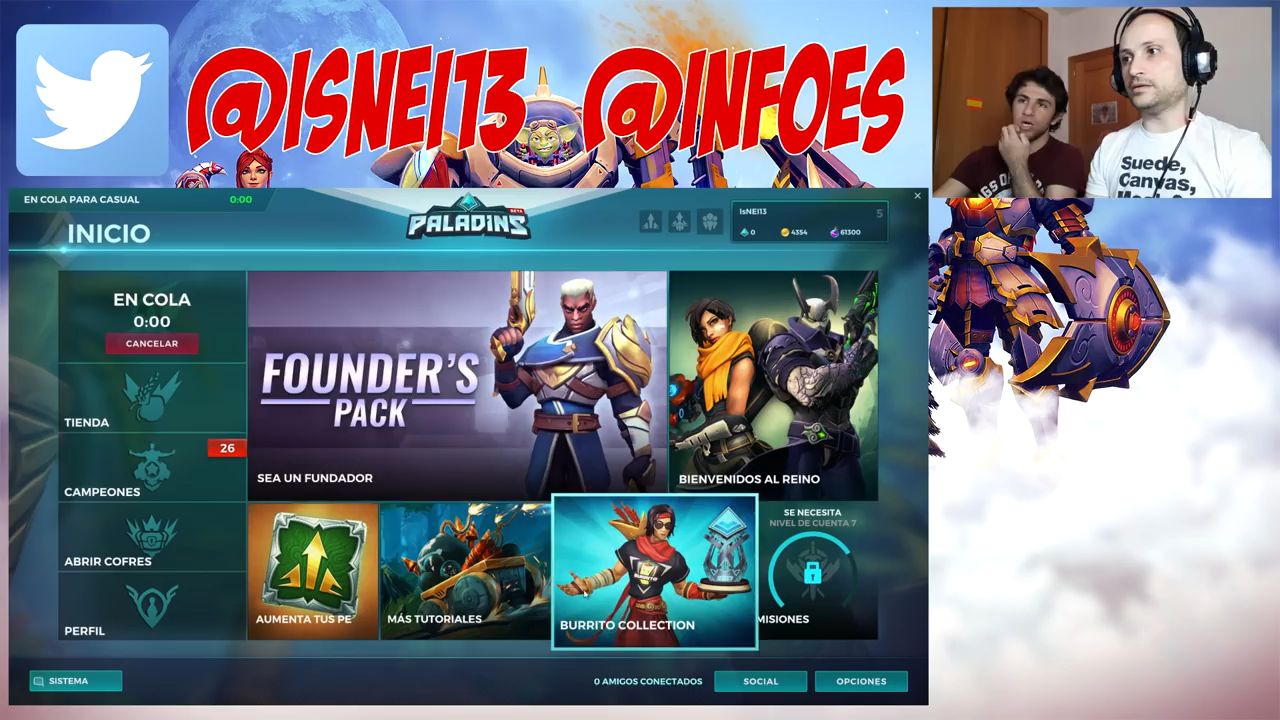 @ISNEI13 @INFOES
Suede,
Canvas,
EN COLA PARA CASUAL 0:00
PALADINS BETA
IsNEI13 5
0 4354 61300
INICIO
EN COLA
0:00
CANCELAR
TIENDA
26
CAMPEONES
ABRIR COFRES
PERFIL
FOUNDER'S
PACK
SEA UN FUNDADOR
BIENVENIDOS AL REINO
AUMENTA TUS PE
MÁS TUTORIALES
BURRITO
BURRITO COLLECTION
SE NECESITA
NIVEL DE CUENTA 7
MISIONES
SISTEMA
0 AMIGOS CONECTADOS
SOCIAL
OPCIONES